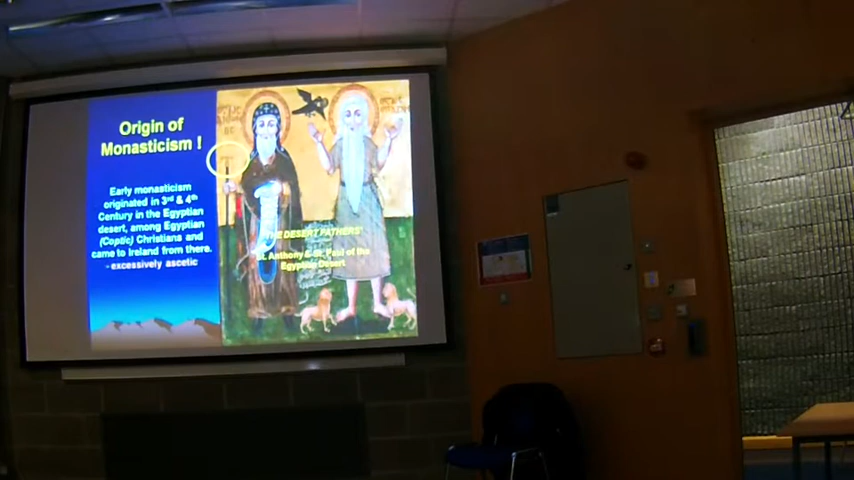 Origin of
Monasticism !
Early monasticism
originated in 3rd & 4th
Century in the Egyptian
desert, among Egyptian
(Coptic) Christians and
came to Ireland from there.
- excessively ascetic
'THE DESERT FATHERS'
St. Anthony & St. Paul of the
Egyptian Desert